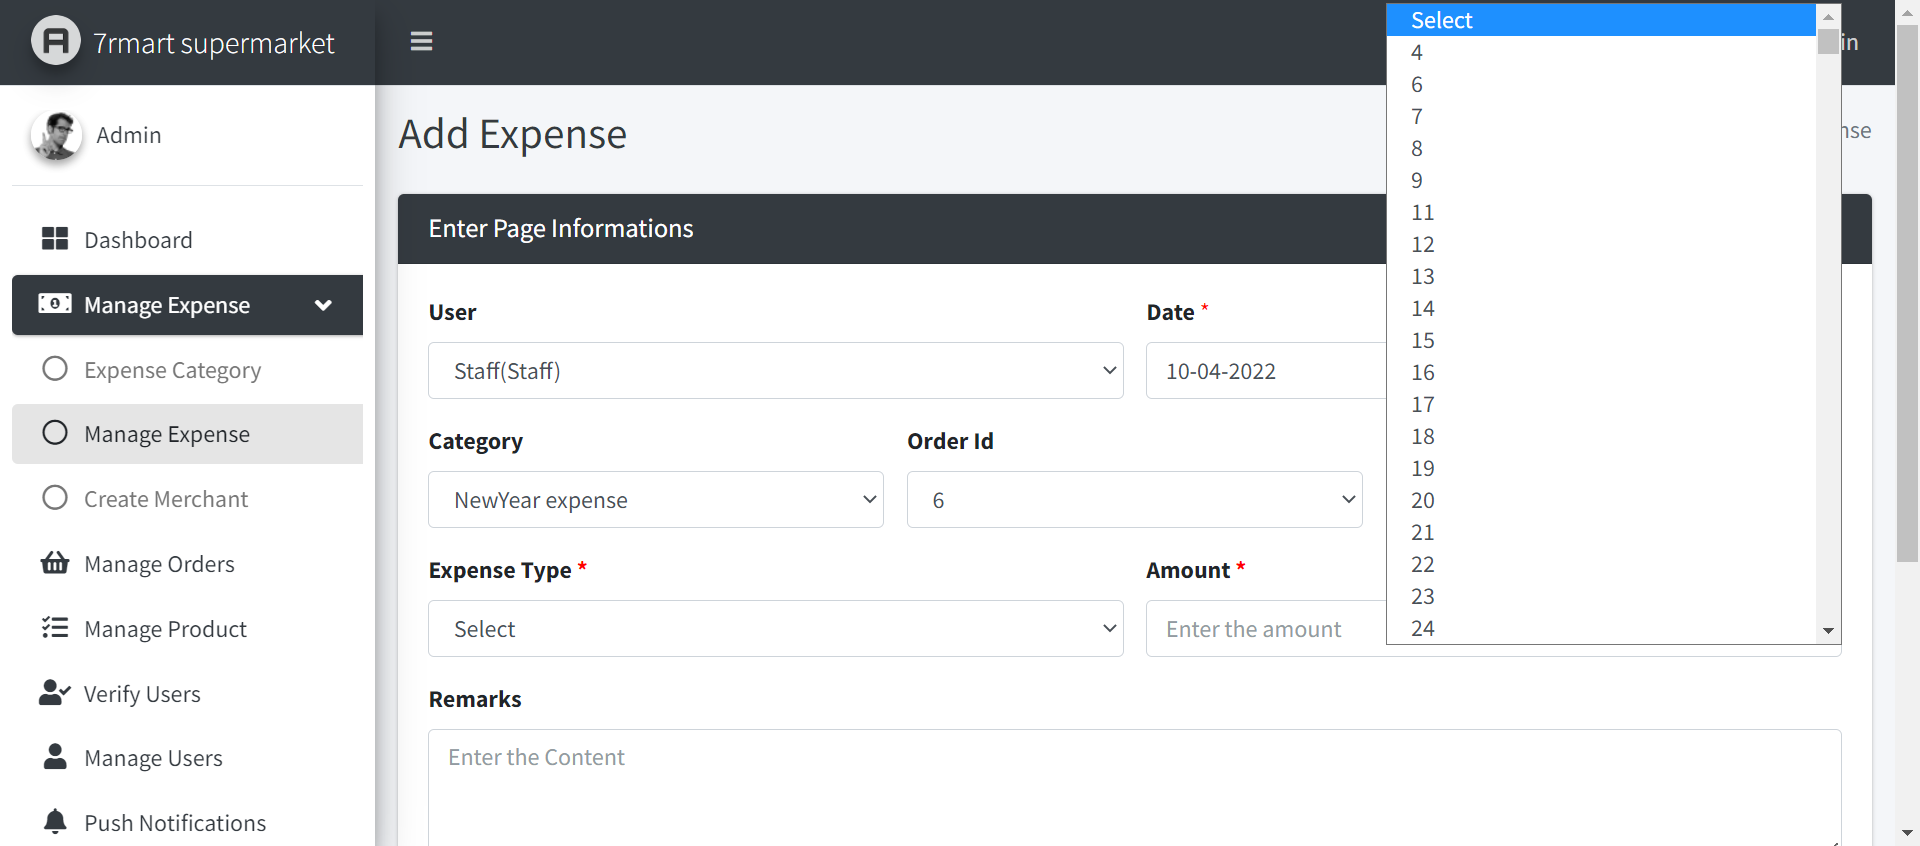 7rmart supermarket
Admin
Dashboard
Manage Expense
Expense Category
Manage Expense
Create Merchant
Manage Orders
Manage Product
Verify Users
Manage Users
Push Notifications
Add Expense
Enter Page Informations
User
Date *
Staff(Staff)
10-04-2022
Category
Order Id
NewYear expense
6
Expense Type *
Amount *
Select
Enter the amount
Remarks
Enter the Content
Select
4
6
7
8
9
11
12
13
14
15
16
17
18
19
20
21
22
23
24